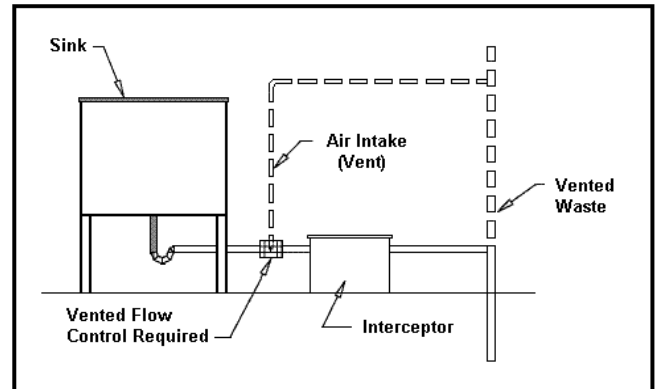 Sink
Air Intake
(Vent)
Vented
Waste
Vented Flow
Control Required
Interceptor